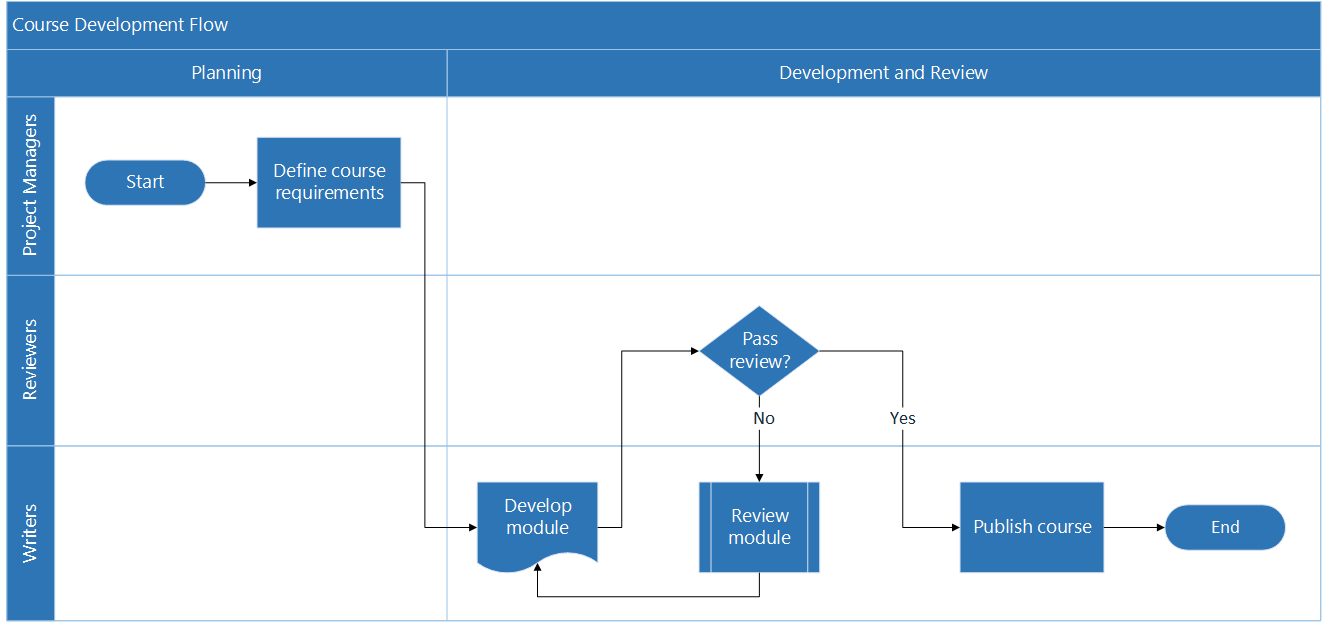 Course Development Flow
Planning
Development and Review
Project Managers
Start
Define course
requirements
Reviewers
Pass
review?
No
Yes
Writers
Develop
module
Review
module
Publish course
End